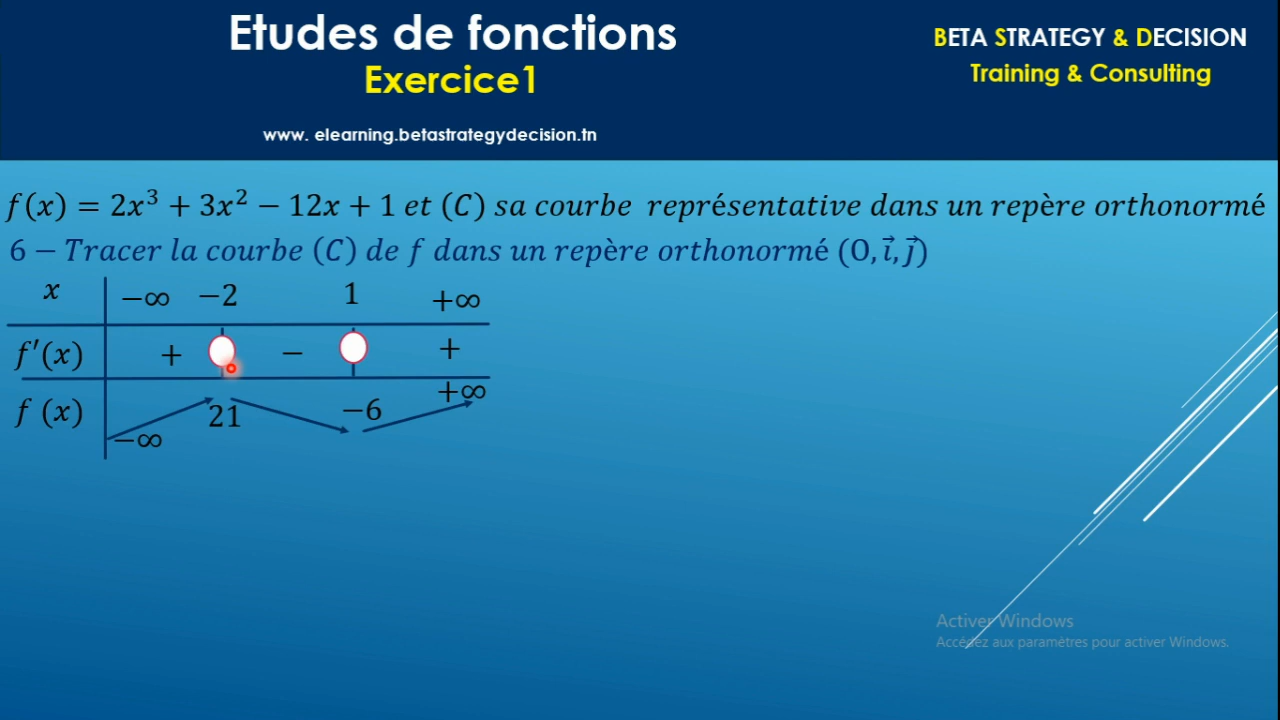 Etudes de fonctions
Exercice1
www. elearning.betastrategydecision.tn
BETA STRATEGY & DECISION
Training & Consulting
f(x) = 2x³ + 3x² − 12x + 1 et (C) sa courbe représentative dans un repère orthonormé
6 − Tracer la courbe (C) de f dans un repère orthonormé (O, i⃗, j⃗)
x −∞ −2 1 +∞
f′(x) + − +
f (x) −∞ 21 −6 +∞
Activer Windows
Accédez aux paramètres pour activer Windows.